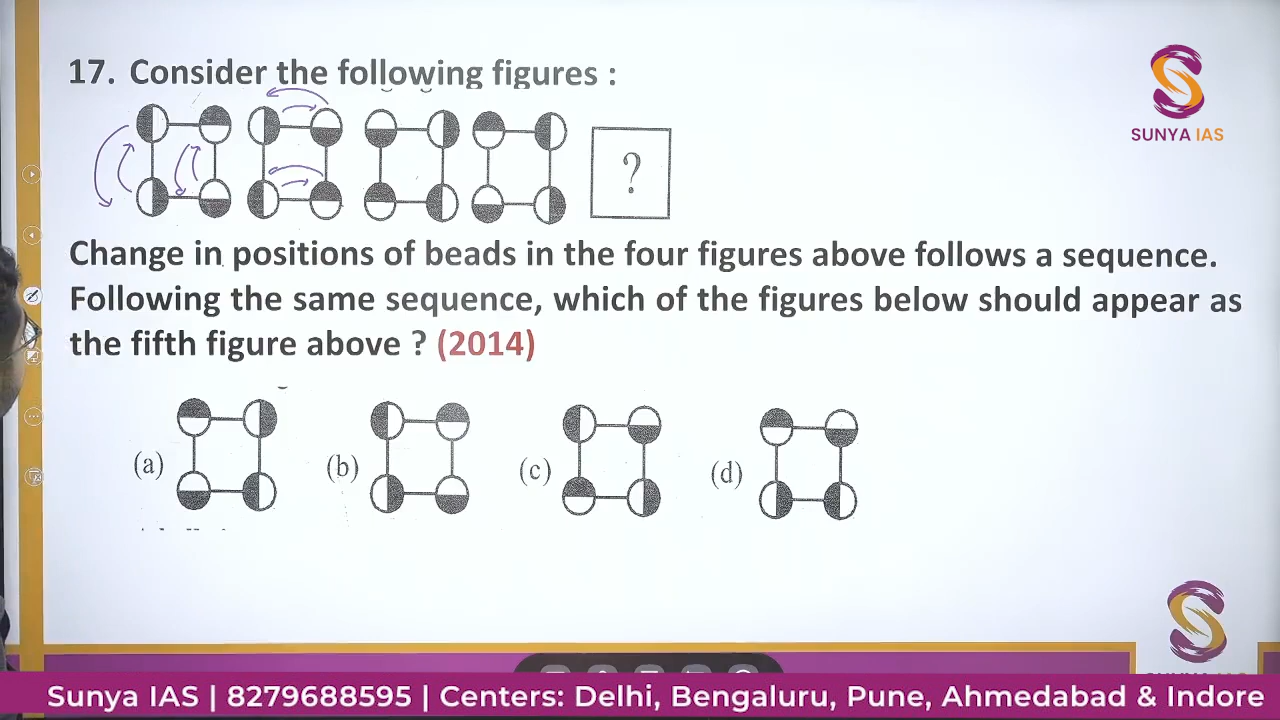 17. Consider the following figures :
SUNYA IAS
?
Change in positions of beads in the four figures above follows a sequence.
Following the same sequence, which of the figures below should appear as
the fifth figure above ? (2014)
(a) (b) (c) (d)
Sunya IAS | 8279688595 | Centers: Delhi, Bengaluru, Pune, Ahmedabad & Indore